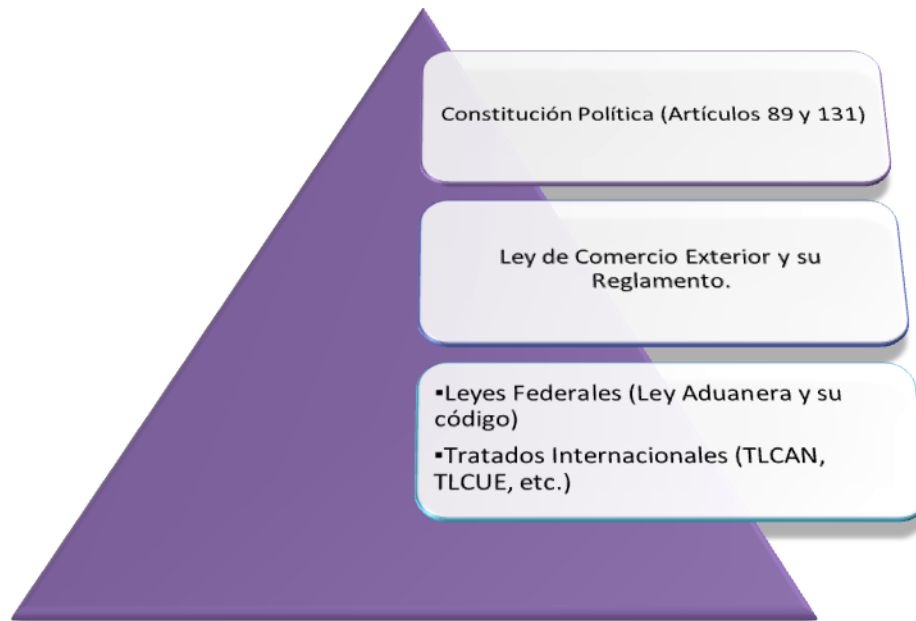 Constitución Política (Artículos 89 y 131)
Ley de Comercio Exterior y su
Reglamento.
▪Leyes Federales (Ley Aduanera y su
código)
▪Tratados Internacionales (TLCAN,
TLCUE, etc.)